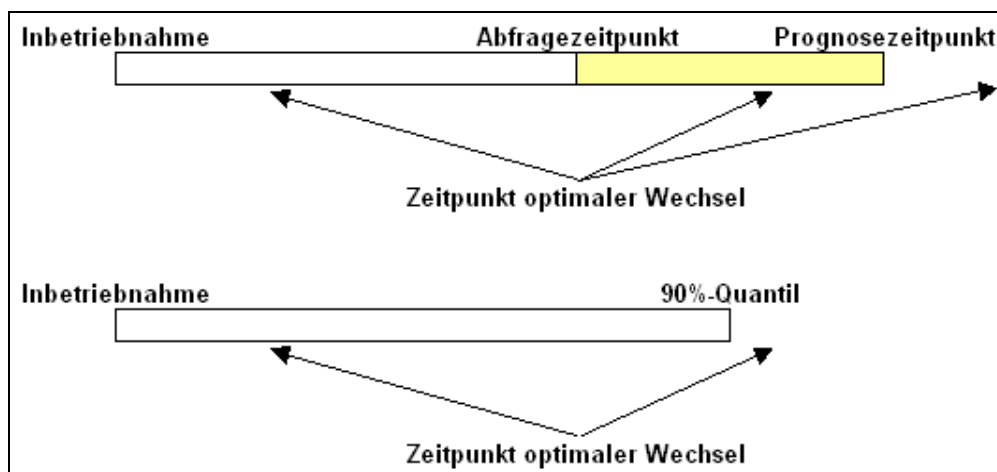 Inbetriebnahme Abfragezeitpunkt Prognosezeitpunkt
Zeitpunkt optimaler Wechsel
Inbetriebnahme 90%-Quantil
Zeitpunkt optimaler Wechsel